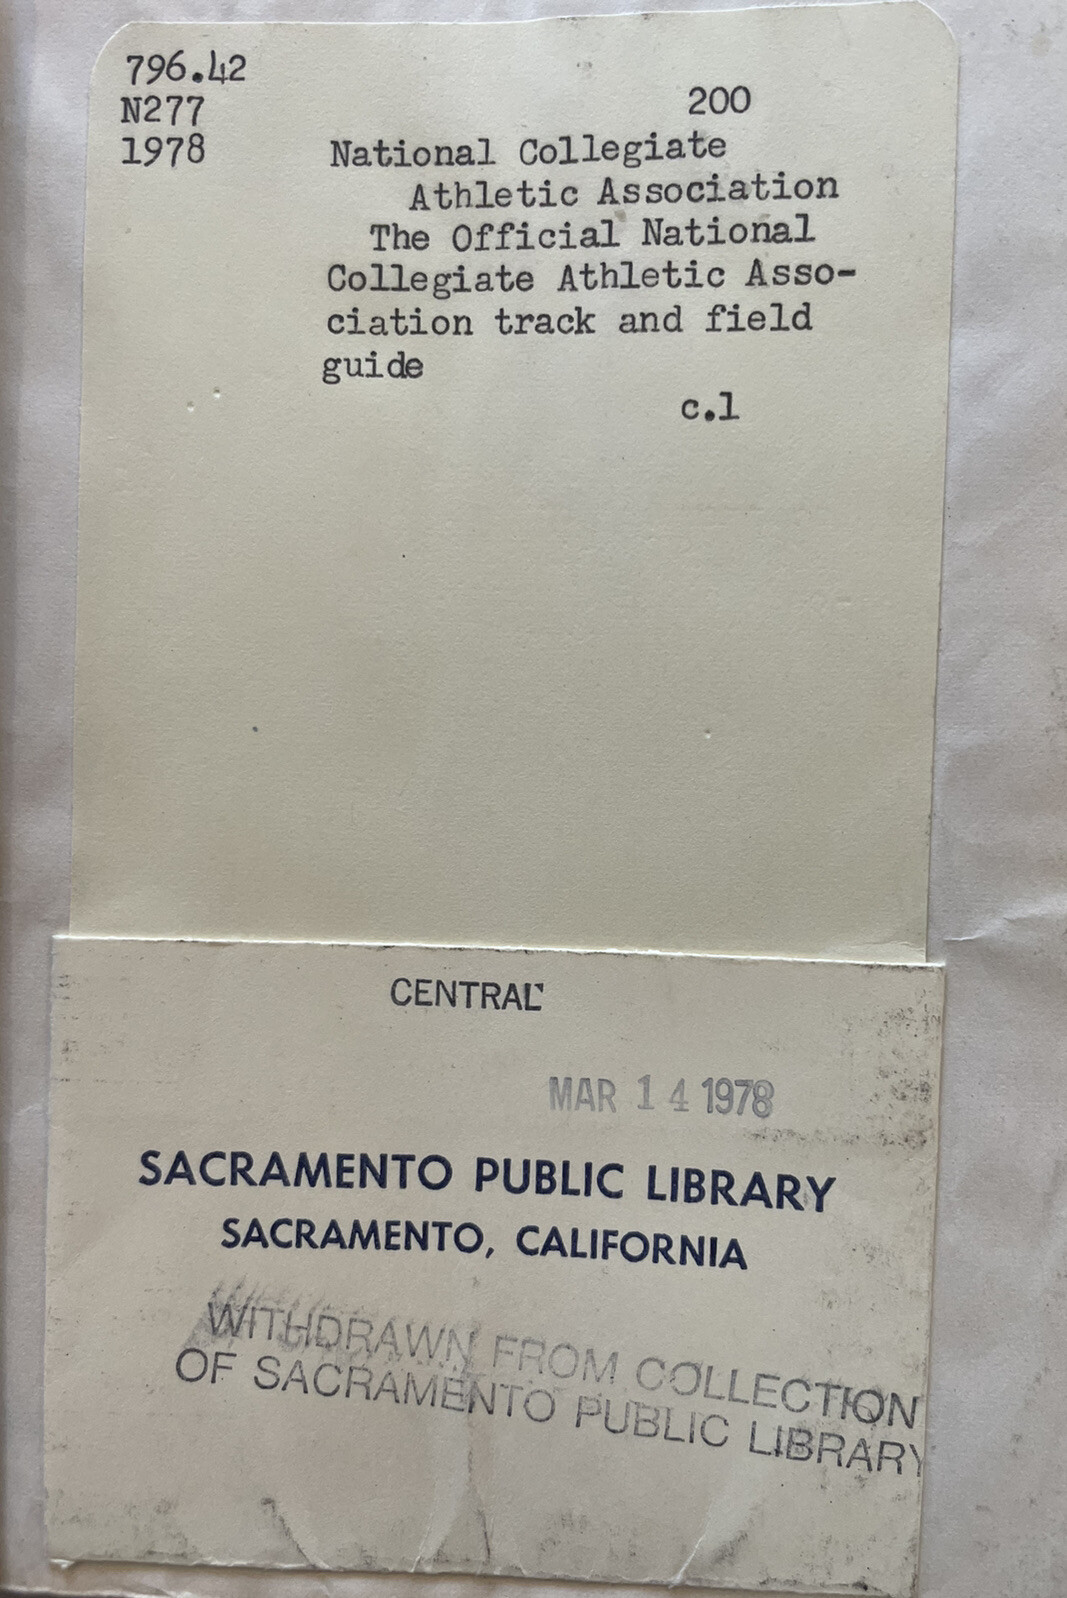 796.42
N277
1978
200
National Collegiate
Athletic Association
The Official National
Collegiate Athletic Asso-
ciation track and field
guide
c.1
CENTRAL
MAR 14 1978
SACRAMENTO PUBLIC LIBRARY
SACRAMENTO, CALIFORNIA
WITHDRAWN FROM COLLECTION
OF SACRAMENTO PUBLIC LIBRARY